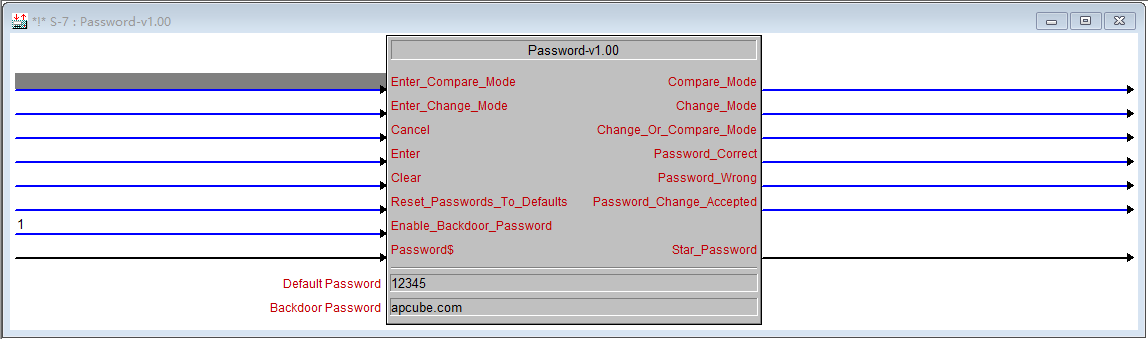 *!* S-7 : Password-v1.00
Password-v1.00
Enter_Compare_Mode Compare_Mode
Enter_Change_Mode Change_Mode
Cancel Change_Or_Compare_Mode
Enter Password_Correct
Clear Password_Wrong
Reset_Passwords_To_Defaults Password_Change_Accepted
1 Enable_Backdoor_Password
Password$ Star_Password
Default Password 12345
Backdoor Password apcube.com